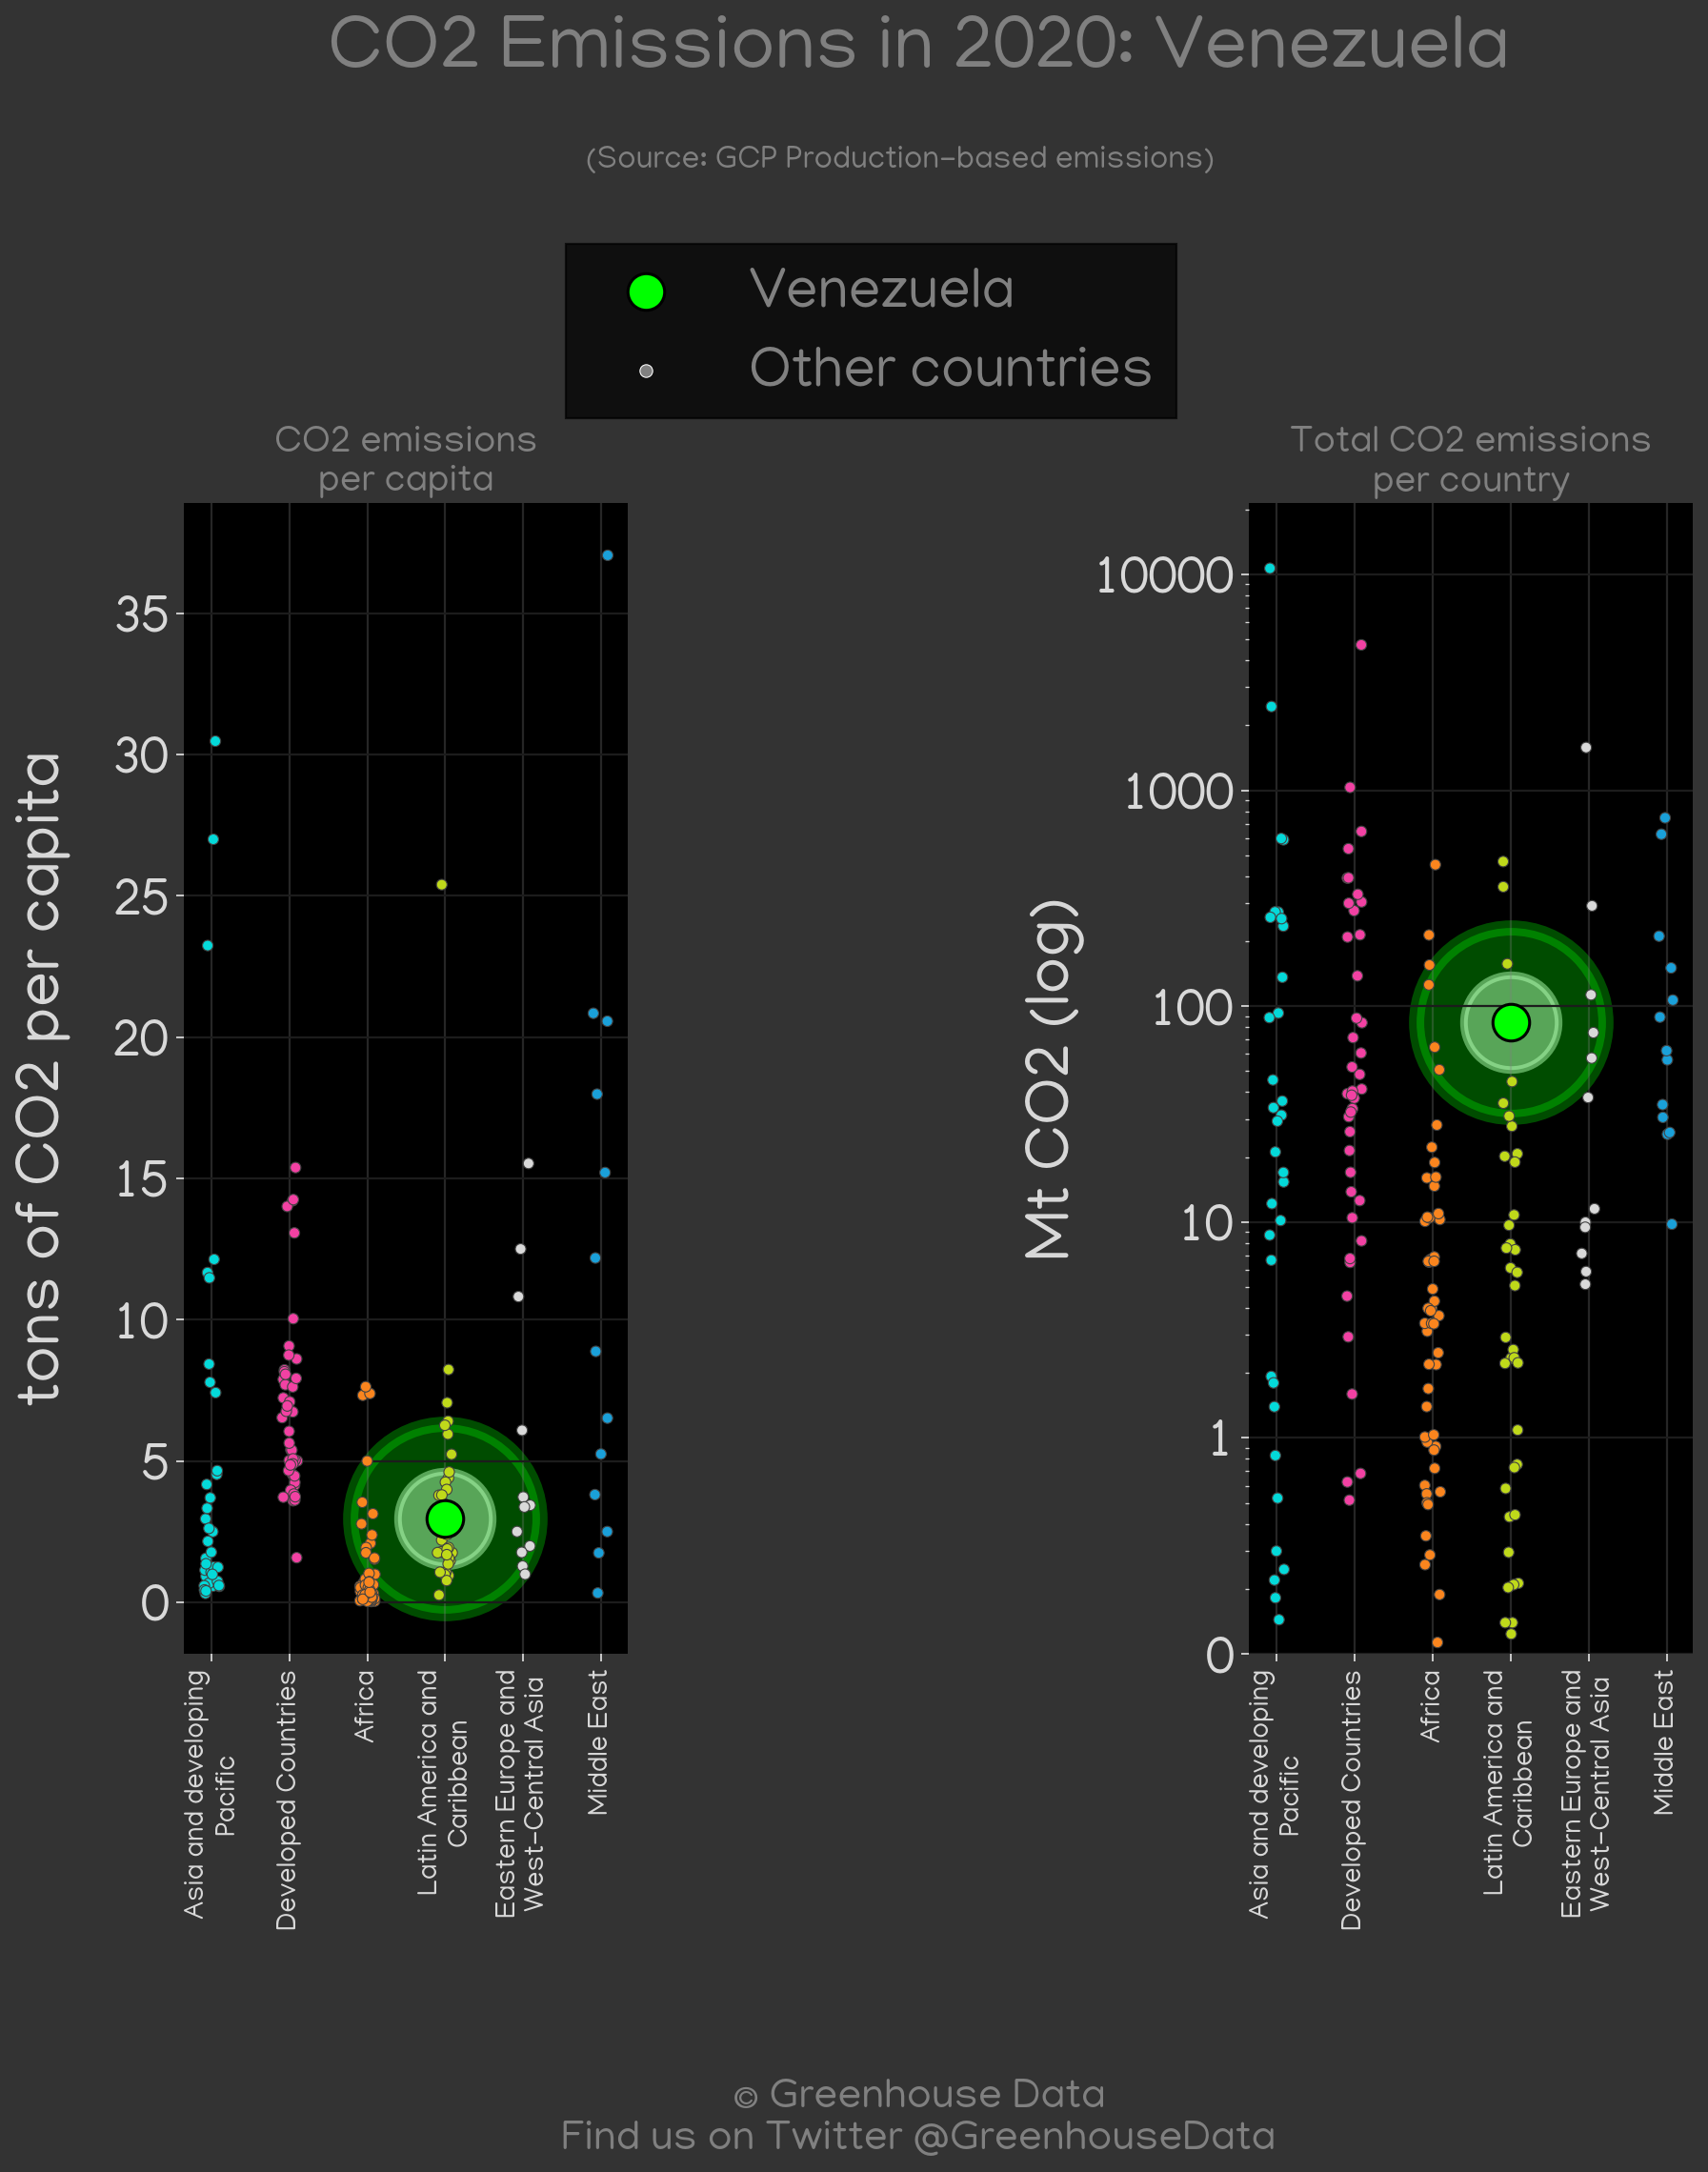 CO2 Emissions in 2020: Venezuela
(Source: GCP Production-based emissions)
Venezuela
Other countries
CO2 emissions
per capita
tons of CO2 per capita
35
30
25
20
15
10
5
0
Asia and developing
Pacific
Developed Countries
Africa
Latin America and
Caribbean
Eastern Europe and
West-Central Asia
Middle East
Total CO2 emissions
per country
Mt CO2 (log)
10000
1000
100
10
1
0
Asia and developing
Pacific
Developed Countries
Africa
Latin America and
Caribbean
Eastern Europe and
West-Central Asia
Middle East
© Greenhouse Data
Find us on Twitter @GreenhouseData